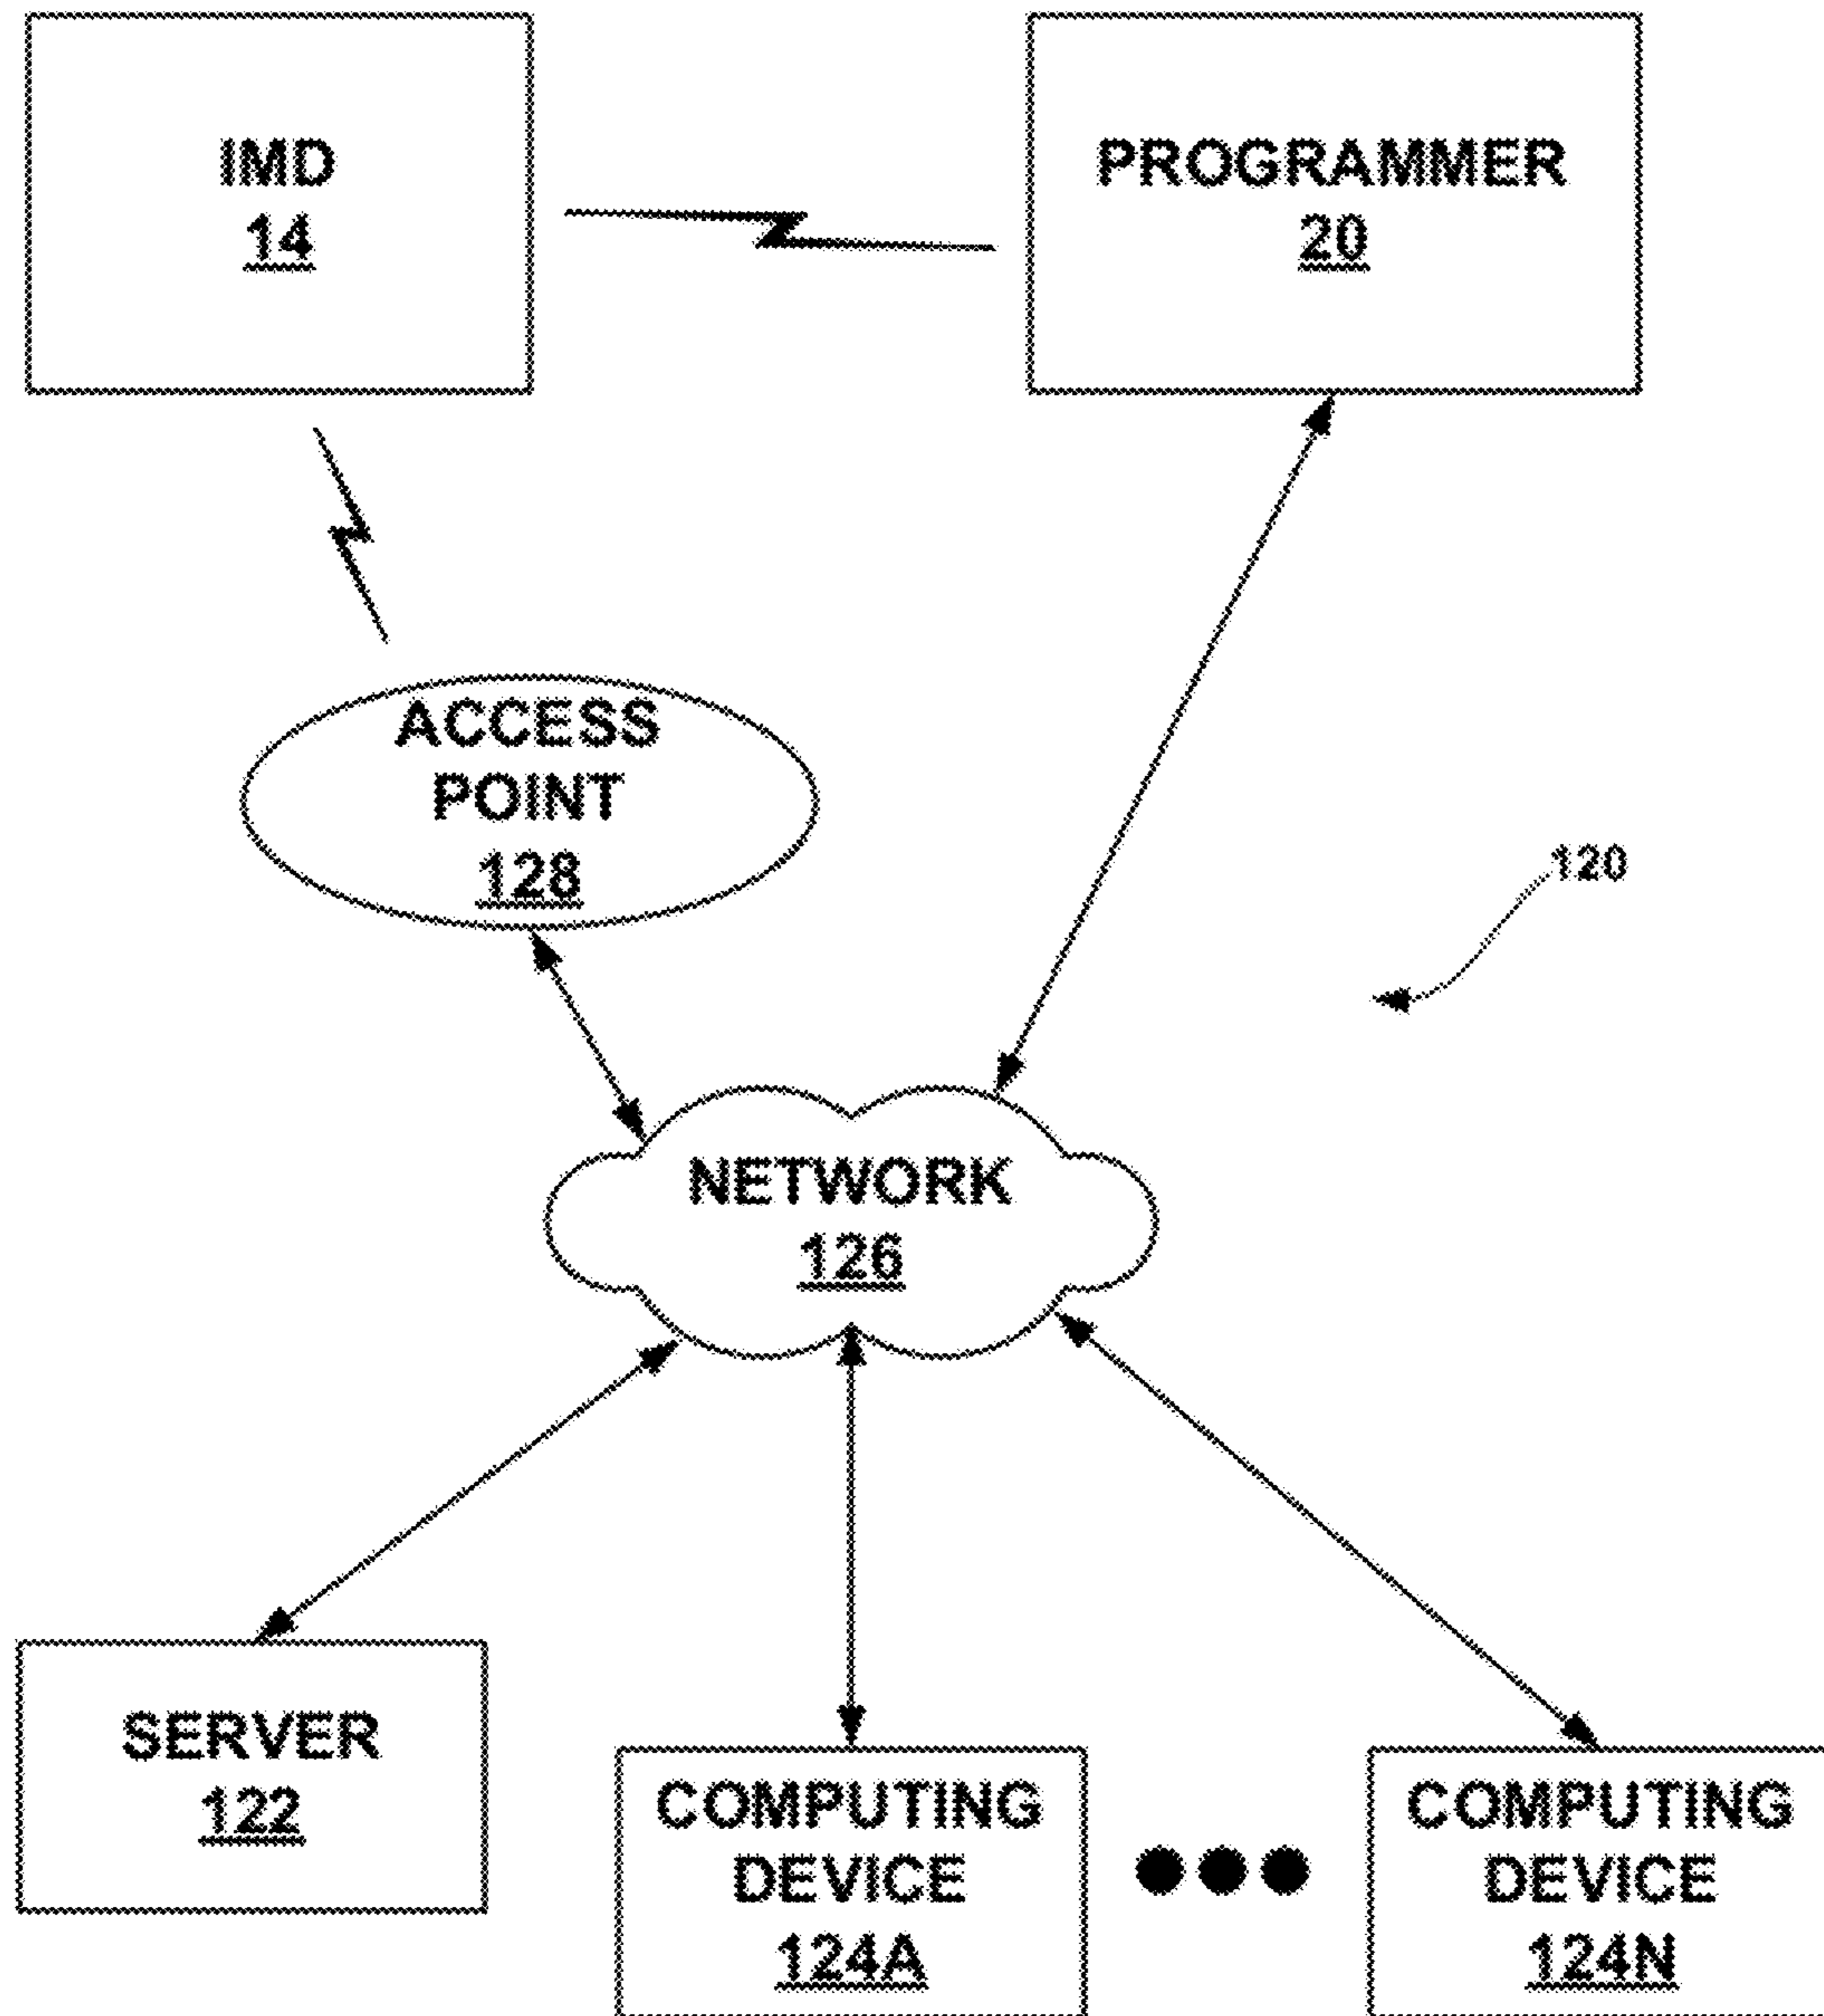 IMD
14
PROGRAMMER
20
ACCESS
POINT
128
120
NETWORK
126
SERVER
122
COMPUTING
DEVICE
124A
COMPUTING
DEVICE
124N